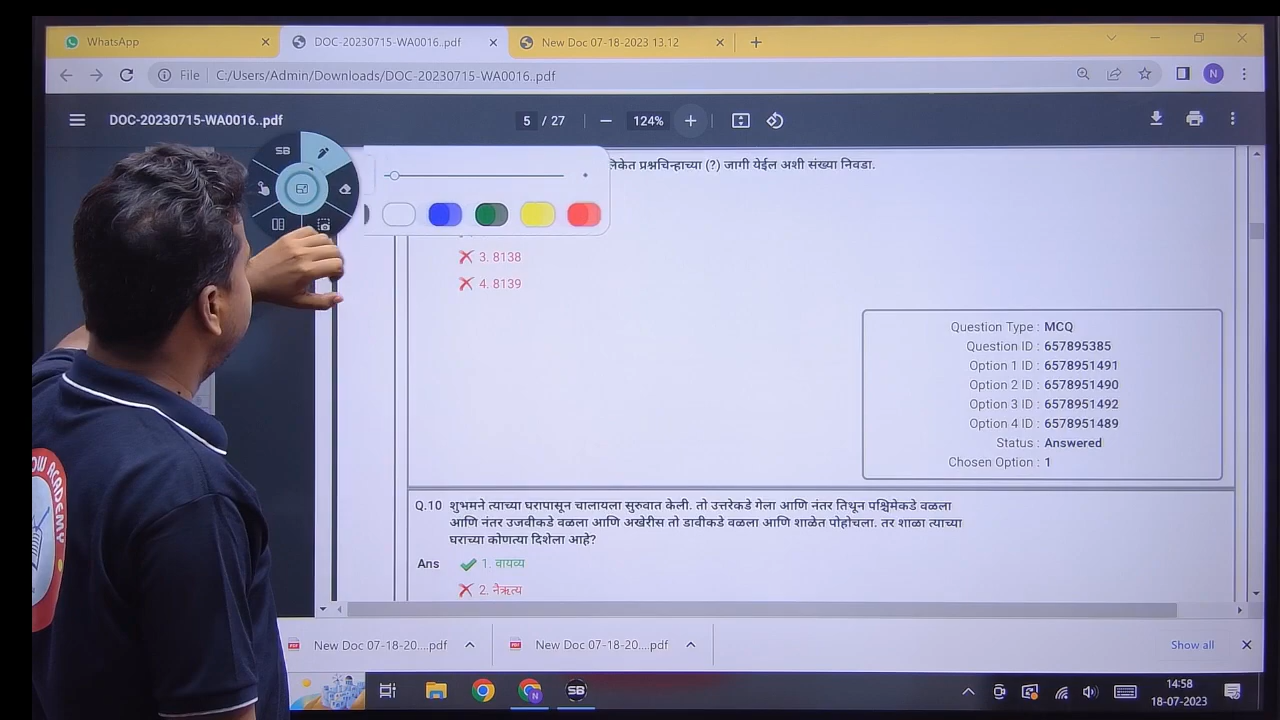 WhatsApp
DOC-20230715-WA0016..pdf
New Doc 07-18-2023 13.12
File C:/Users/Admin/Downloads/DOC-20230715-WA0016..pdf
N
DOC-20230715-WA0016..pdf
5 / 27
124%
SB
प्रश्नचिन्हाच्या (?) जागी येईल अशी संख्या निवडा.
3. 8138
4. 8139
Question Type : MCQ
Question ID : 657895385
Option 1 ID : 6578951491
Option 2 ID : 6578951490
Option 3 ID : 6578951492
Option 4 ID : 6578951489
Status : Answered
Chosen Option : 1
Q.10 शुभमने त्याच्या घरापासून चालायला सुरुवात केली. तो उत्तरेकडे गेला आणि नंतर तिथून पश्चिमेकडे वळला
आणि नंतर उजवीकडे वळला आणि अखेरीस तो डावीकडे वळला आणि शाळेत पोहोचला. तर शाळा त्याच्या
घराच्या कोणत्या दिशेला आहे?
Ans 1. वायव्य
2. नेऋत्य
OW ACADEMY
New Doc 07-18-20....pdf
New Doc 07-18-20....pdf
Show all
N
SB
14:58
18-07-2023